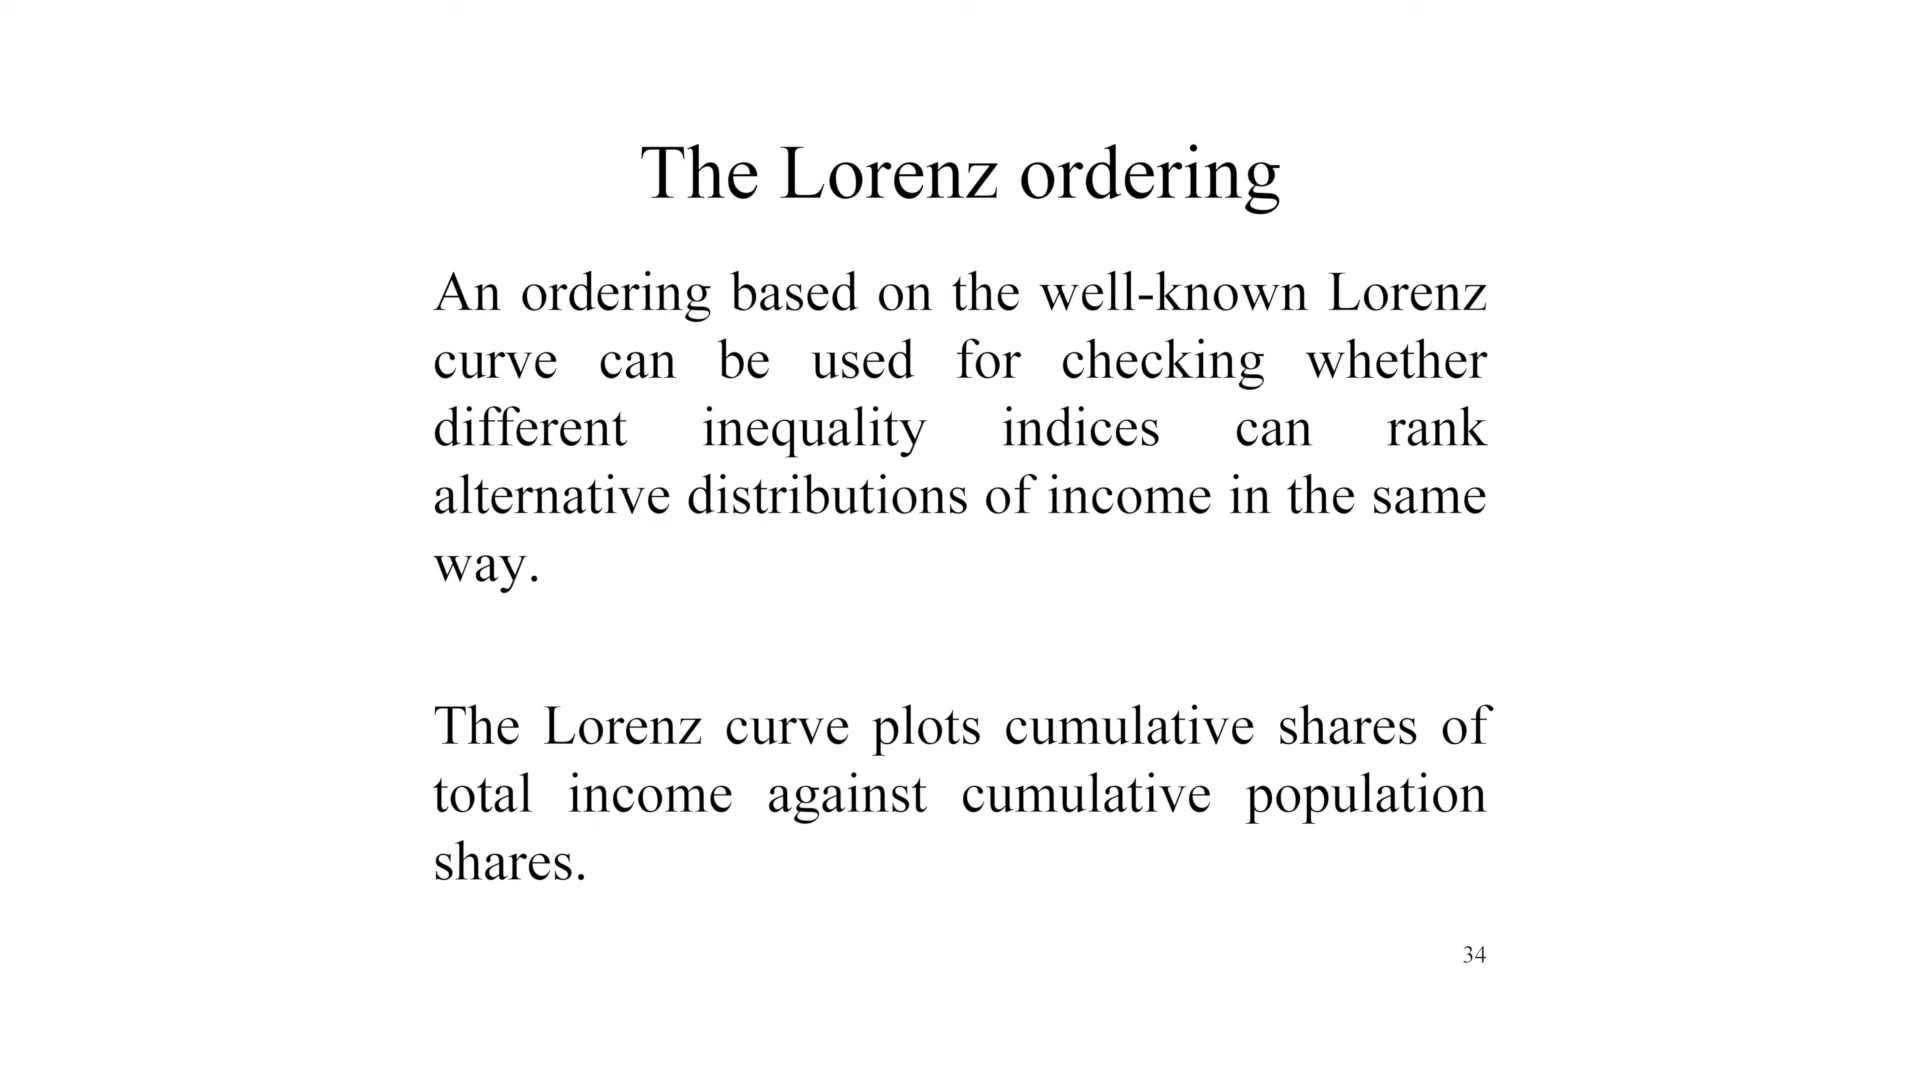 The Lorenz ordering
An ordering based on the well-known Lorenz
curve can be used for checking whether
different inequality indices can rank
alternative distributions of income in the same
way.
The Lorenz curve plots cumulative shares of
total income against cumulative population
shares.
34